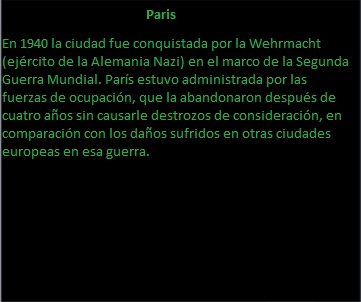 Paris
En 1940 la ciudad fue conquistada por la Wehrmacht
(ejército de la Alemania Nazi) en el marco de la Segunda
Guerra Mundial. París estuvo administrada por las
fuerzas de ocupación, que la abandonaron después de
cuatro años sin causarle destrozos de consideración, en
comparación con los daños sufridos en otras ciudades
europeas en esa guerra.